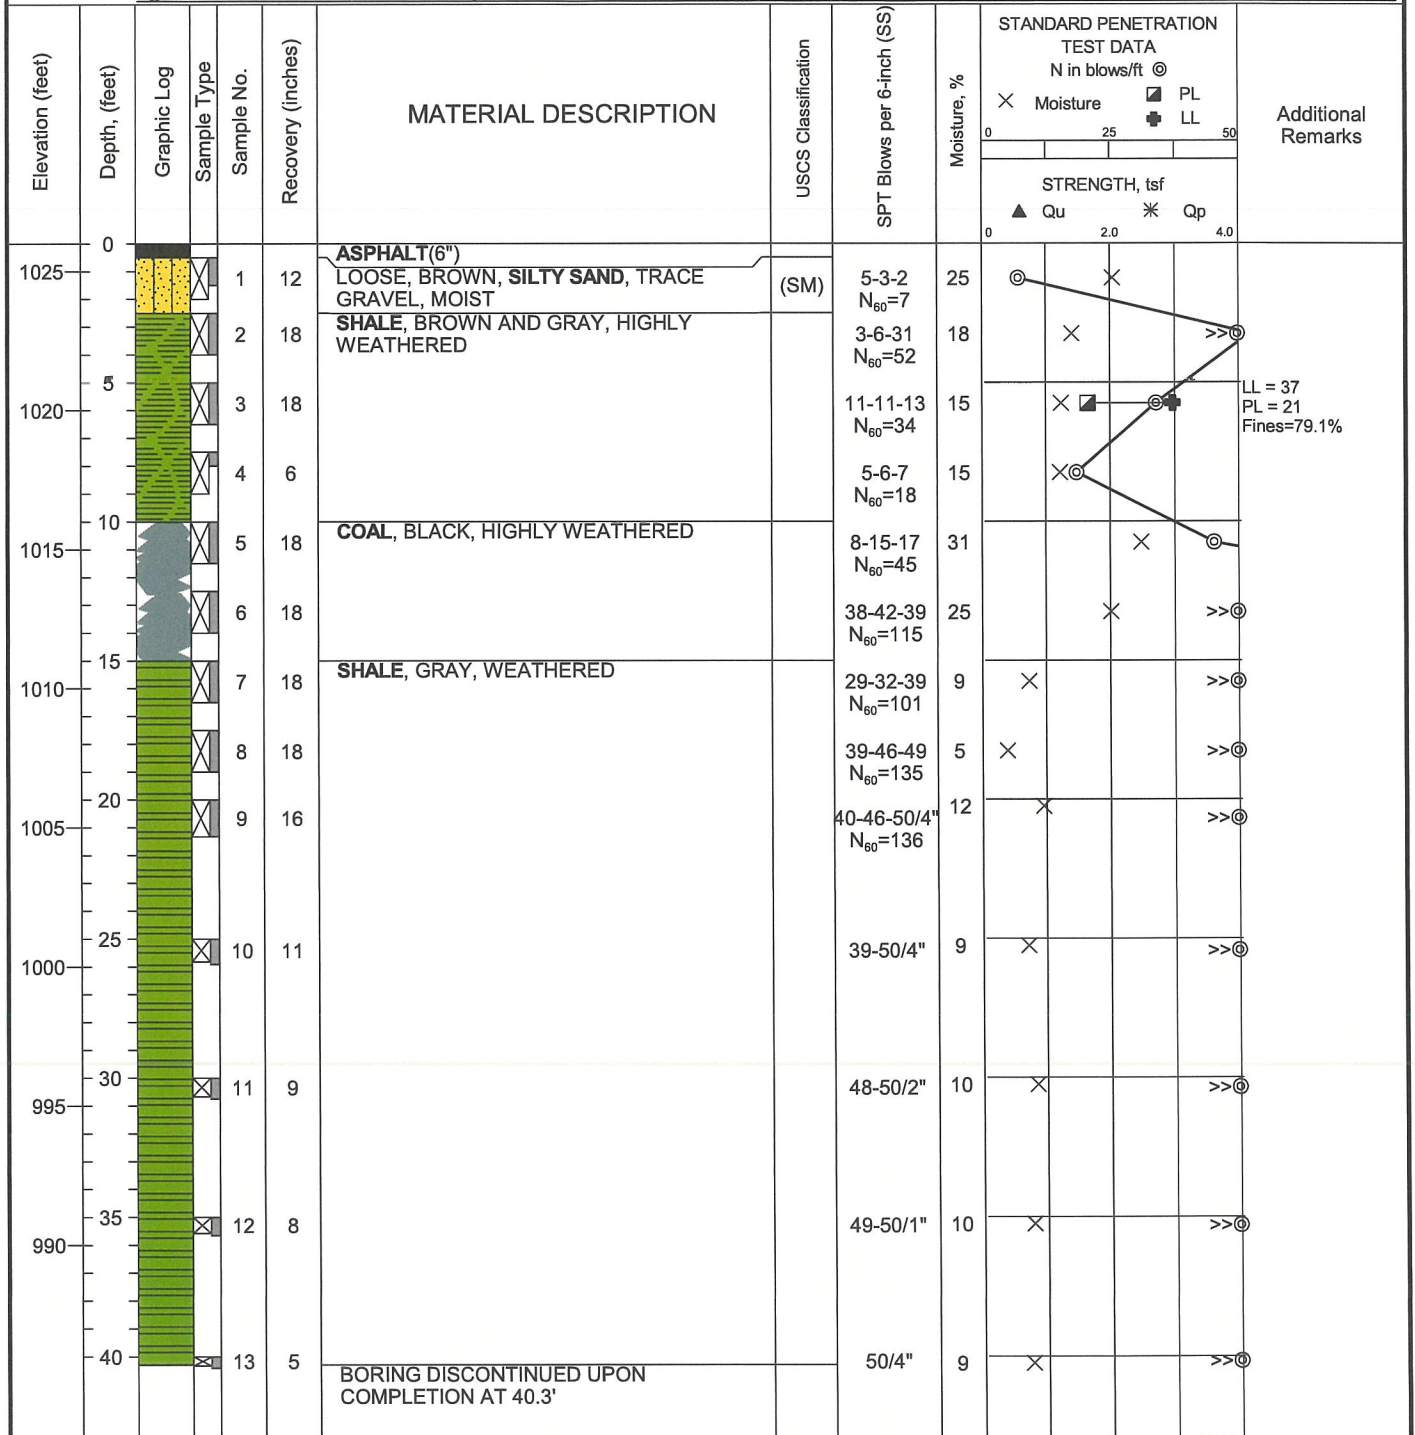 Elevation (feet)
Depth, (feet)
Graphic Log
Sample Type
Sample No.
Recovery (inches)
MATERIAL DESCRIPTION
USCS Classification
SPT Blows per 6-inch (SS)
Moisture, %
STANDARD PENETRATION
TEST DATA
N in blows/ft
Moisture
PL
LL
0 25 50
STRENGTH, tsf
Qu Qp
0 2.0 4.0
Additional
Remarks
0
ASPHALT(6")
1025
1 12 LOOSE, BROWN, SILTY SAND, TRACE (SM) 5-3-2 25
GRAVEL, MOIST N60=7
SHALE, BROWN AND GRAY, HIGHLY
2 18 WEATHERED 3-6-31 18 >>
N60=52
5
1020
3 18 11-11-13 15
N60=34
LL = 37
PL = 21
Fines=79.1%
4 6 5-6-7 15
N60=18
10
COAL, BLACK, HIGHLY WEATHERED
1015
5 18 8-15-17 31
N60=45
6 18 38-42-39 25 >>
N60=115
15
SHALE, GRAY, WEATHERED
1010
7 18 29-32-39 9 >>
N60=101
8 18 39-46-49 5 >>
N60=135
20
1005
9 16 40-46-50/4" 12 >>
N60=136
25
10 11 39-50/4" 9 >>
1000
30
11 9 48-50/2" 10 >>
995
35
12 8 49-50/1" 10 >>
990
40
13 5 50/4" 9 >>
BORING DISCONTINUED UPON
COMPLETION AT 40.3'